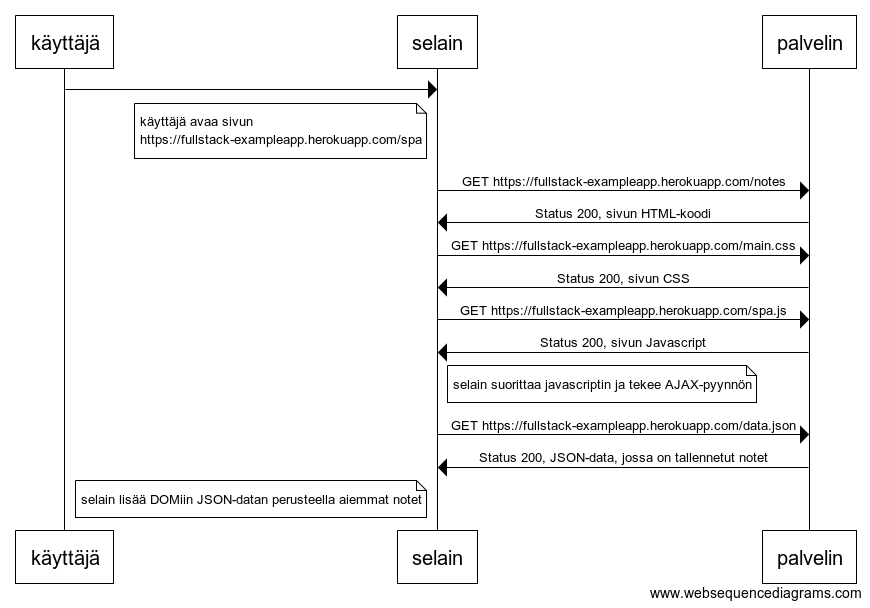 käyttäjä
selain
palvelin
käyttäjä avaa sivun
https://fullstack-exampleapp.herokuapp.com/spa
GET https://fullstack-exampleapp.herokuapp.com/notes
Status 200, sivun HTML-koodi
GET https://fullstack-exampleapp.herokuapp.com/main.css
Status 200, sivun CSS
GET https://fullstack-exampleapp.herokuapp.com/spa.js
Status 200, sivun Javascript
selain suorittaa javascriptin ja tekee AJAX-pyynnön
GET https://fullstack-exampleapp.herokuapp.com/data.json
Status 200, JSON-data, jossa on tallennetut notet
selain lisää DOMiin JSON-datan perusteella aiemmat notet
käyttäjä
selain
palvelin
www.websequencediagrams.com